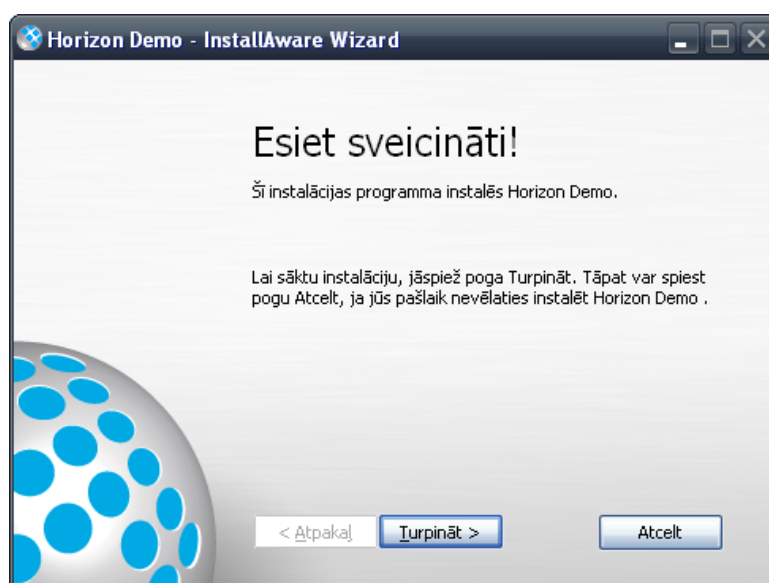 Horizon Demo - InstallAware Wizard
Esiet sveicināti!
Šī instalācijas programma instalēs Horizon Demo.
Lai sāktu instalāciju, jāspiež poga Turpināt. Tāpat var spiest
pogu Atcelt, ja jūs pašlaik nevēlaties instalēt Horizon Demo .
< Atpakaļ Turpināt > Atcelt